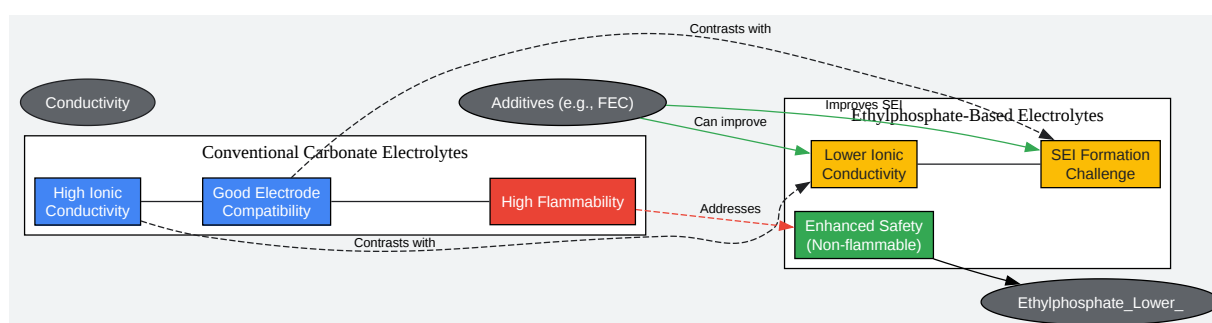 Contrasts with
Conductivity
Additives (e.g., FEC)
Improves SEI
Ethylphosphate-Based Electrolytes
Can improve
Conventional Carbonate Electrolytes
Lower Ionic
Conductivity
SEI Formation
Challenge
High Ionic
Conductivity
Good Electrode
Compatibility
High Flammability
Addresses
Enhanced Safety
(Non-flammable)
Contrasts with
Ethylphosphate_Lower_